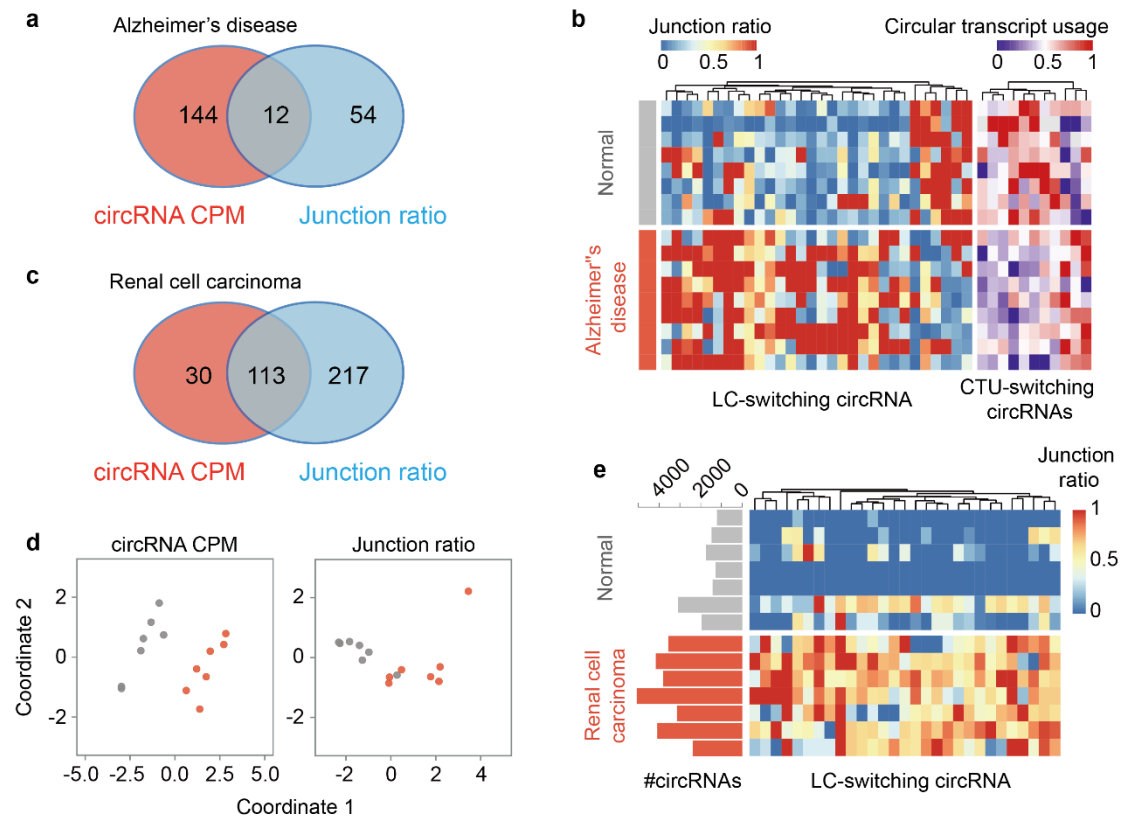 a
Alzheimer's disease
144
12
54
circRNA CPM
Junction ratio
b
Junction ratio
0
0.5
1
Circular transcript usage
0
0.5
1
Normal
Alzheimer"s
disease
LC-switching circRNA
CTU-switching
circRNAs
c
Renal cell carcinoma
30
113
217
circRNA CPM
Junction ratio
d
circRNA CPM
Junction ratio
Coordinate 2
2
0
-2
2
0
-2
-5.0
-2.5
0.0
2.5
5.0
-2
0
2
4
Coordinate 1
e
4000
2000
0
Junction
ratio
1
0.5
0
Normal
Renal cell
carcinoma
#circRNAs
LC-switching circRNA